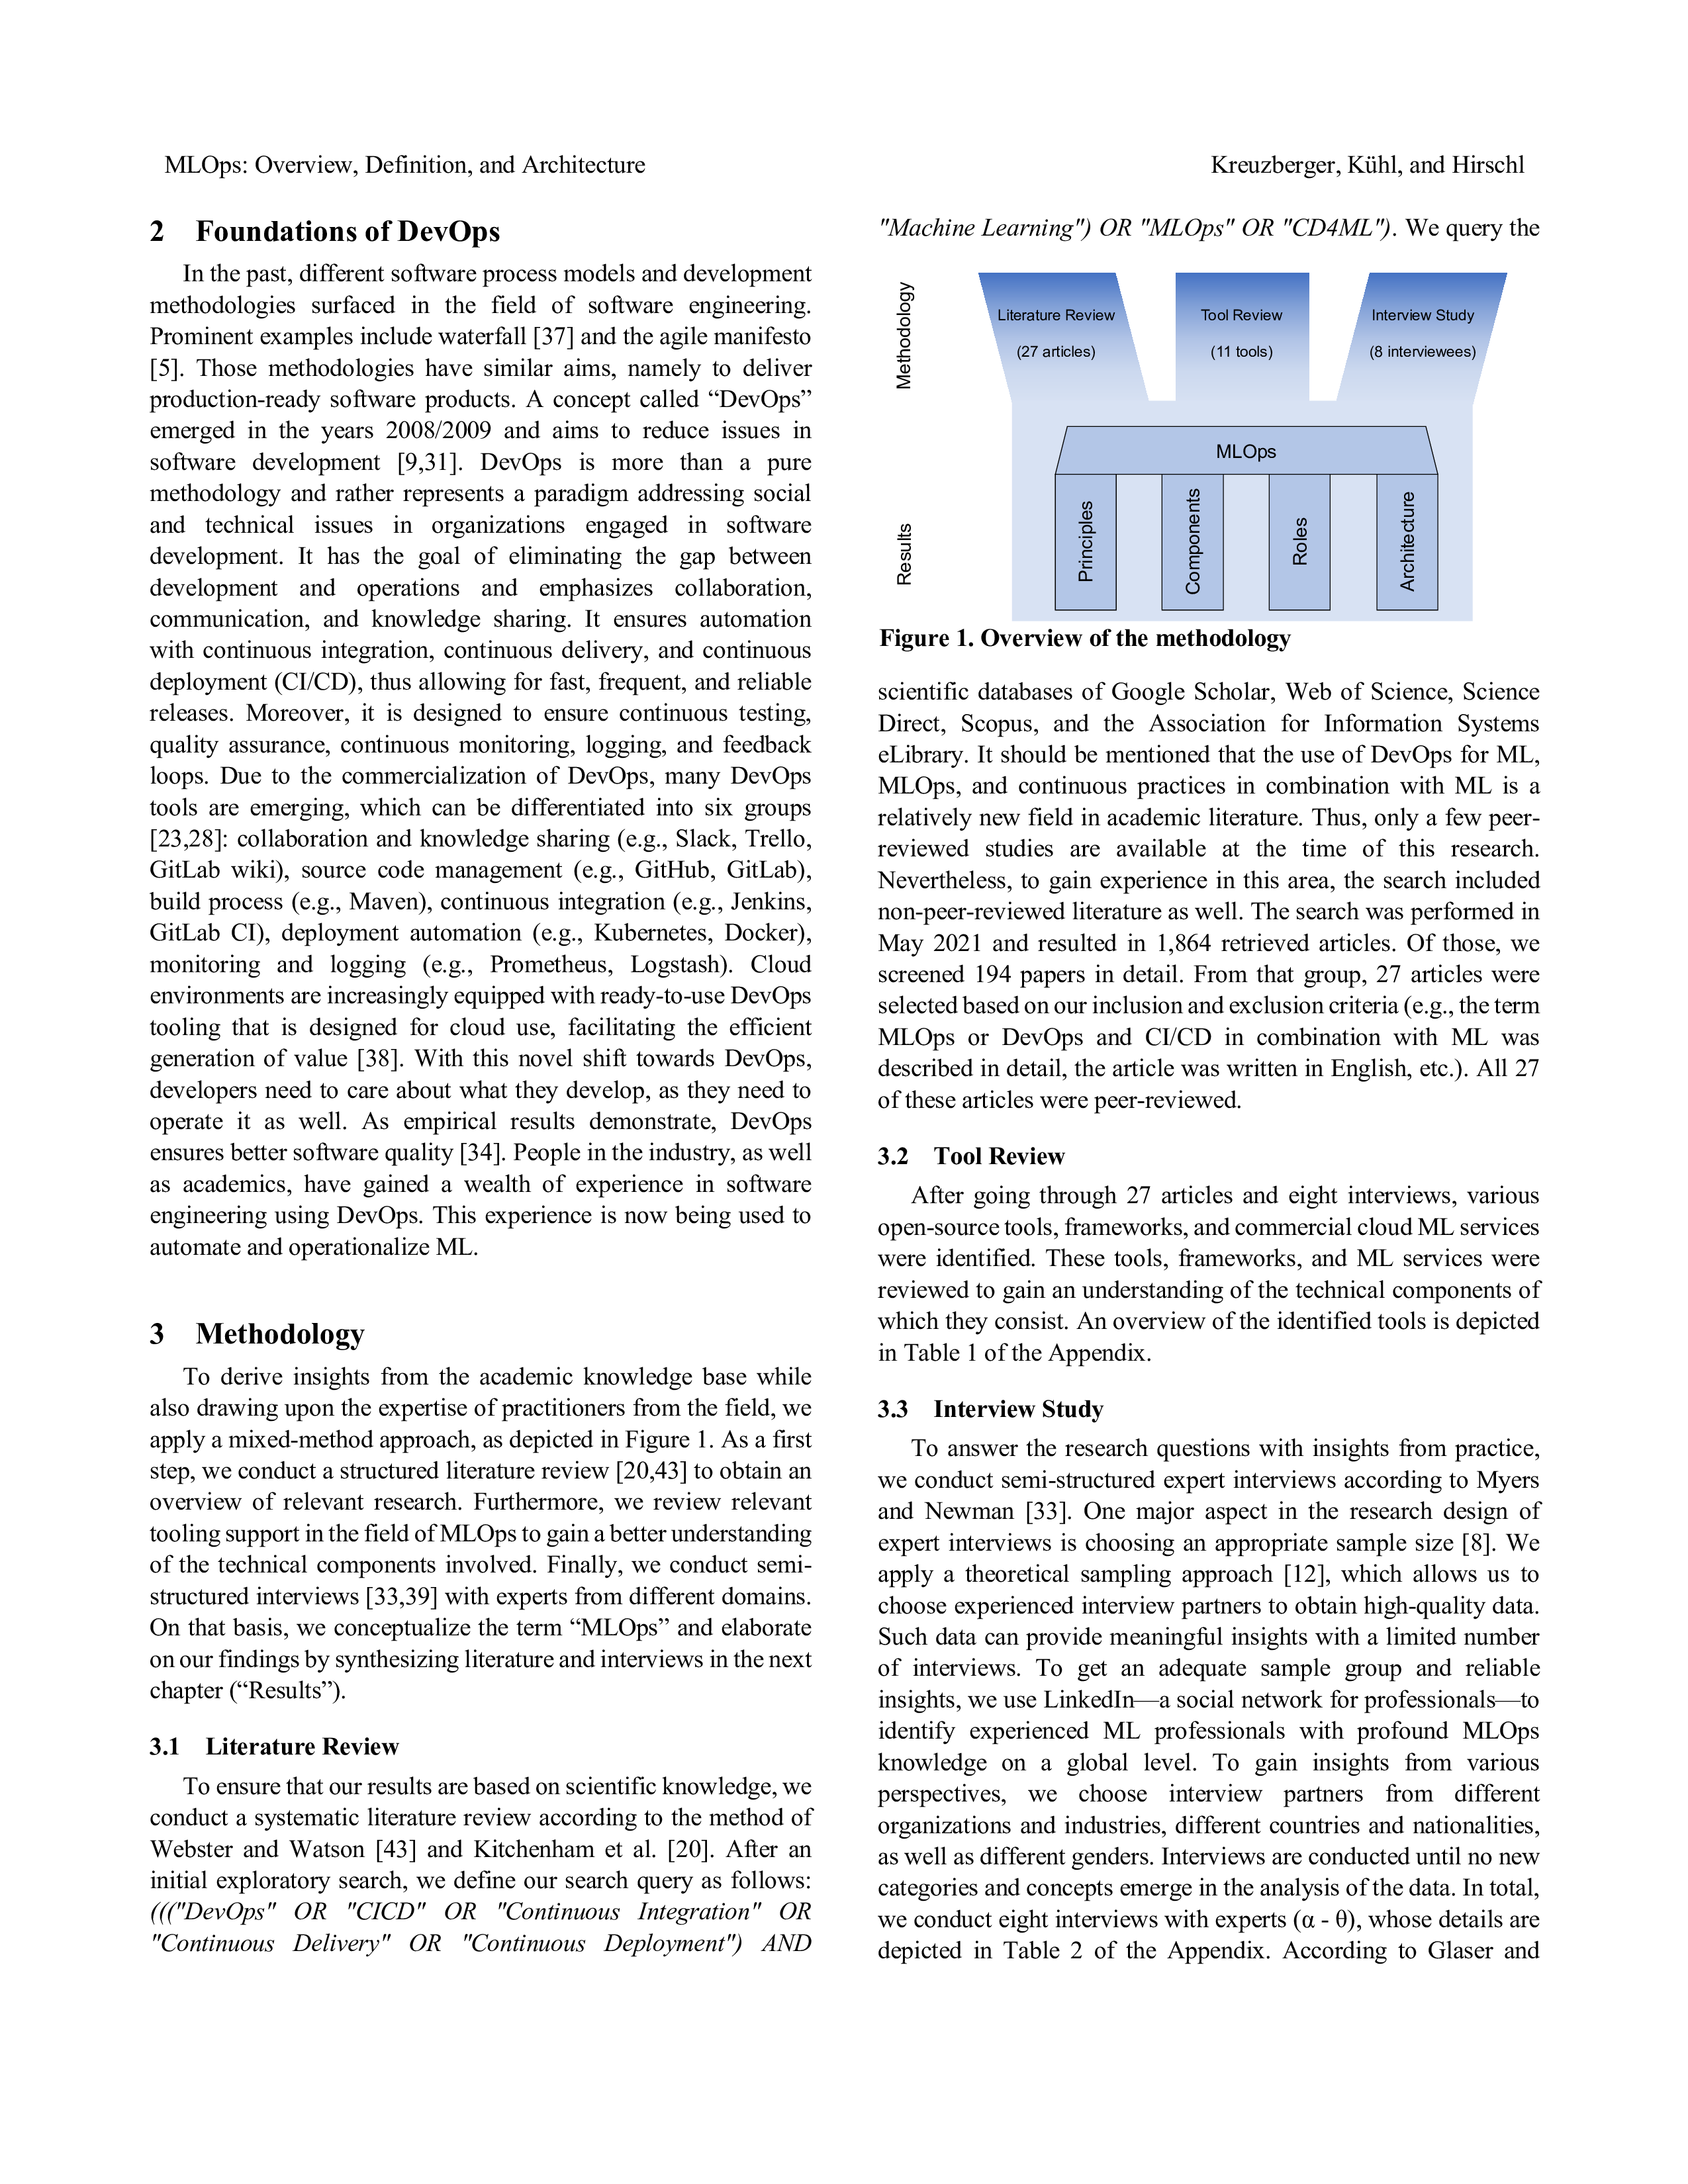 MLOps: Overview, Definition, and Architecture
Kreuzberger, Kühl, and Hirschl
2 Foundations of DevOps
In the past, different software process models and development
methodologies surfaced in the field of software engineering.
Prominent examples include waterfall [37] and the agile manifesto
[5]. Those methodologies have similar aims, namely to deliver
production-ready software products. A concept called “DevOps”
emerged in the years 2008/2009 and aims to reduce issues in
software development [9,31]. DevOps is more than a pure
methodology and rather represents a paradigm addressing social
and technical issues in organizations engaged in software
development. It has the goal of eliminating the gap between
development and operations and emphasizes collaboration,
communication, and knowledge sharing. It ensures automation
with continuous integration, continuous delivery, and continuous
deployment (CI/CD), thus allowing for fast, frequent, and reliable
releases. Moreover, it is designed to ensure continuous testing,
quality assurance, continuous monitoring, logging, and feedback
loops. Due to the commercialization of DevOps, many DevOps
tools are emerging, which can be differentiated into six groups
[23,28]: collaboration and knowledge sharing (e.g., Slack, Trello,
GitLab wiki), source code management (e.g., GitHub, GitLab),
build process (e.g., Maven), continuous integration (e.g., Jenkins,
GitLab CI), deployment automation (e.g., Kubernetes, Docker),
monitoring and logging (e.g., Prometheus, Logstash). Cloud
environments are increasingly equipped with ready-to-use DevOps
tooling that is designed for cloud use, facilitating the efficient
generation of value [38]. With this novel shift towards DevOps,
developers need to care about what they develop, as they need to
operate it as well. As empirical results demonstrate, DevOps
ensures better software quality [34]. People in the industry, as well
as academics, have gained a wealth of experience in software
engineering using DevOps. This experience is now being used to
automate and operationalize ML.
3 Methodology
To derive insights from the academic knowledge base while
also drawing upon the expertise of practitioners from the field, we
apply a mixed-method approach, as depicted in Figure 1. As a first
step, we conduct a structured literature review [20,43] to obtain an
overview of relevant research. Furthermore, we review relevant
tooling support in the field of MLOps to gain a better understanding
of the technical components involved. Finally, we conduct semi-
structured interviews [33,39] with experts from different domains.
On that basis, we conceptualize the term “MLOps” and elaborate
on our findings by synthesizing literature and interviews in the next
chapter (“Results”).
3.1 Literature Review
To ensure that our results are based on scientific knowledge, we
conduct a systematic literature review according to the method of
Webster and Watson [43] and Kitchenham et al. [20]. After an
initial exploratory search, we define our search query as follows:
((("DevOps" OR "CICD" OR "Continuous Integration" OR
"Continuous Delivery" OR "Continuous Deployment") AND
"Machine Learning") OR "MLOps" OR "CD4ML"). We query the
Methodology
Literature Review
(27 articles)
Tool Review
(11 tools)
Interview Study
(8 interviewees)
Results
MLOps
Principles
Components
Roles
Architecture
Figure 1. Overview of the methodology
scientific databases of Google Scholar, Web of Science, Science
Direct, Scopus, and the Association for Information Systems
eLibrary. It should be mentioned that the use of DevOps for ML,
MLOps, and continuous practices in combination with ML is a
relatively new field in academic literature. Thus, only a few peer-
reviewed studies are available at the time of this research.
Nevertheless, to gain experience in this area, the search included
non-peer-reviewed literature as well. The search was performed in
May 2021 and resulted in 1,864 retrieved articles. Of those, we
screened 194 papers in detail. From that group, 27 articles were
selected based on our inclusion and exclusion criteria (e.g., the term
MLOps or DevOps and CI/CD in combination with ML was
described in detail, the article was written in English, etc.). All 27
of these articles were peer-reviewed.
3.2 Tool Review
After going through 27 articles and eight interviews, various
open-source tools, frameworks, and commercial cloud ML services
were identified. These tools, frameworks, and ML services were
reviewed to gain an understanding of the technical components of
which they consist. An overview of the identified tools is depicted
in Table 1 of the Appendix.
3.3 Interview Study
To answer the research questions with insights from practice,
we conduct semi-structured expert interviews according to Myers
and Newman [33]. One major aspect in the research design of
expert interviews is choosing an appropriate sample size [8]. We
apply a theoretical sampling approach [12], which allows us to
choose experienced interview partners to obtain high-quality data.
Such data can provide meaningful insights with a limited number
of interviews. To get an adequate sample group and reliable
insights, we use LinkedIn—a social network for professionals—to
identify experienced ML professionals with profound MLOps
knowledge on a global level. To gain insights from various
perspectives, we choose interview partners from different
organizations and industries, different countries and nationalities,
as well as different genders. Interviews are conducted until no new
categories and concepts emerge in the analysis of the data. In total,
we conduct eight interviews with experts (α - θ), whose details are
depicted in Table 2 of the Appendix. According to Glaser and